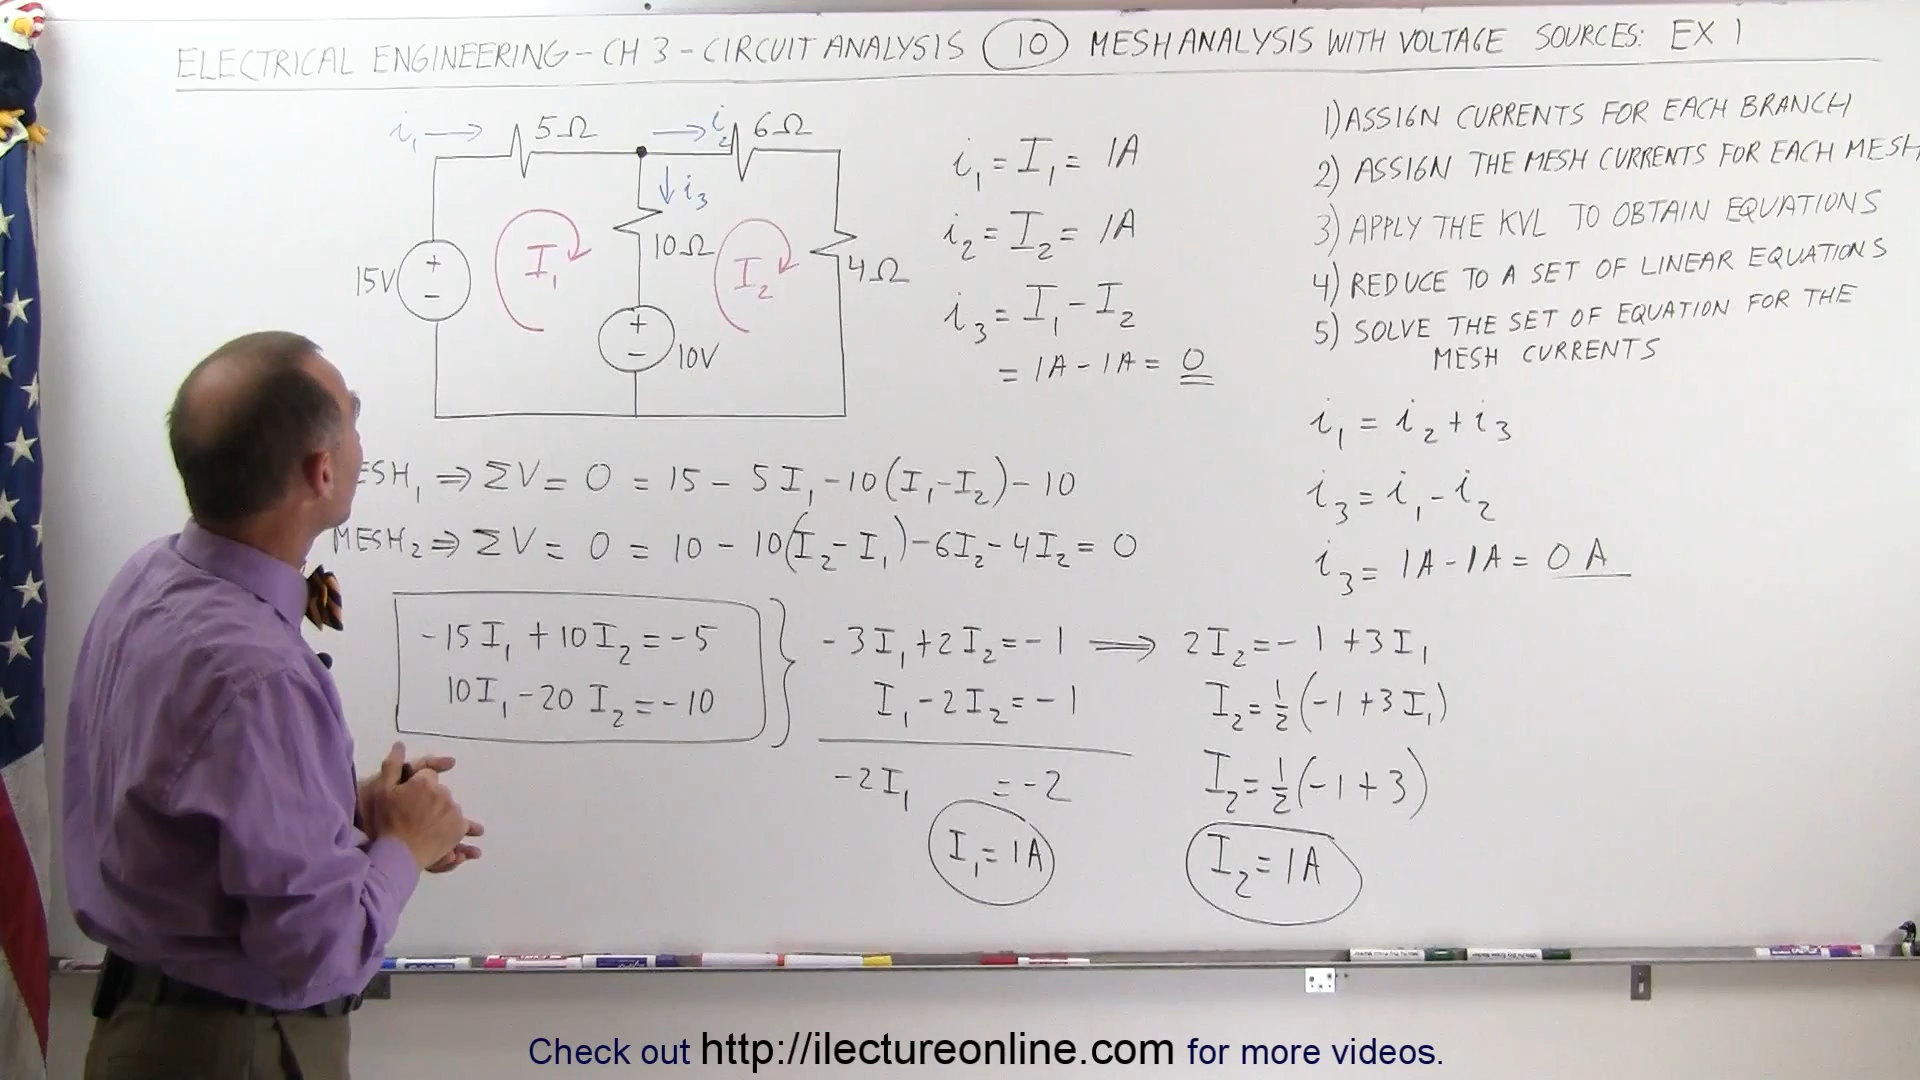 ELECTRICAL ENGINEERING - CH 3 - CIRCUIT ANALYSIS 10 MESH ANALYSIS WITH VOLTAGE SOURCES: EX 1
i₁ → 5Ω → i₂ 6Ω
↓ i₃
10Ω
4Ω
15V + −
I₁
I₂
+ − 10V
i₁ = I₁ = 1A
i₂ = I₂ = 1A
i₃ = I₁ - I₂
= 1A - 1A = 0
1) ASSIGN CURRENTS FOR EACH BRANCH
2) ASSIGN THE MESH CURRENTS FOR EACH MESH
3) APPLY THE KVL TO OBTAIN EQUATIONS
4) REDUCE TO A SET OF LINEAR EQUATIONS
5) SOLVE THE SET OF EQUATION FOR THE
MESH CURRENTS
i₁ = i₂ + i₃
i₃ = i₁ - i₂
i₃ = 1A - 1A = 0 A
ESH₁ ⇒ ΣV = 0 = 15 - 5I₁ - 10(I₁-I₂) - 10
MESH₂ ⇒ ΣV = 0 = 10 - 10(I₂-I₁) - 6I₂ - 4I₂ = 0
-15I₁ + 10I₂ = -5
10I₁ - 20I₂ = -10
-3I₁ + 2I₂ = -1 ⇒ 2I₂ = -1 + 3I₁
I₁ - 2I₂ = -1
I₂ = ½(-1 + 3I₁)
-2I₁ = -2
I₂ = ½(-1 + 3)
I₁ = 1A
I₂ = 1A
Check out http://ilectureonline.com for more videos.